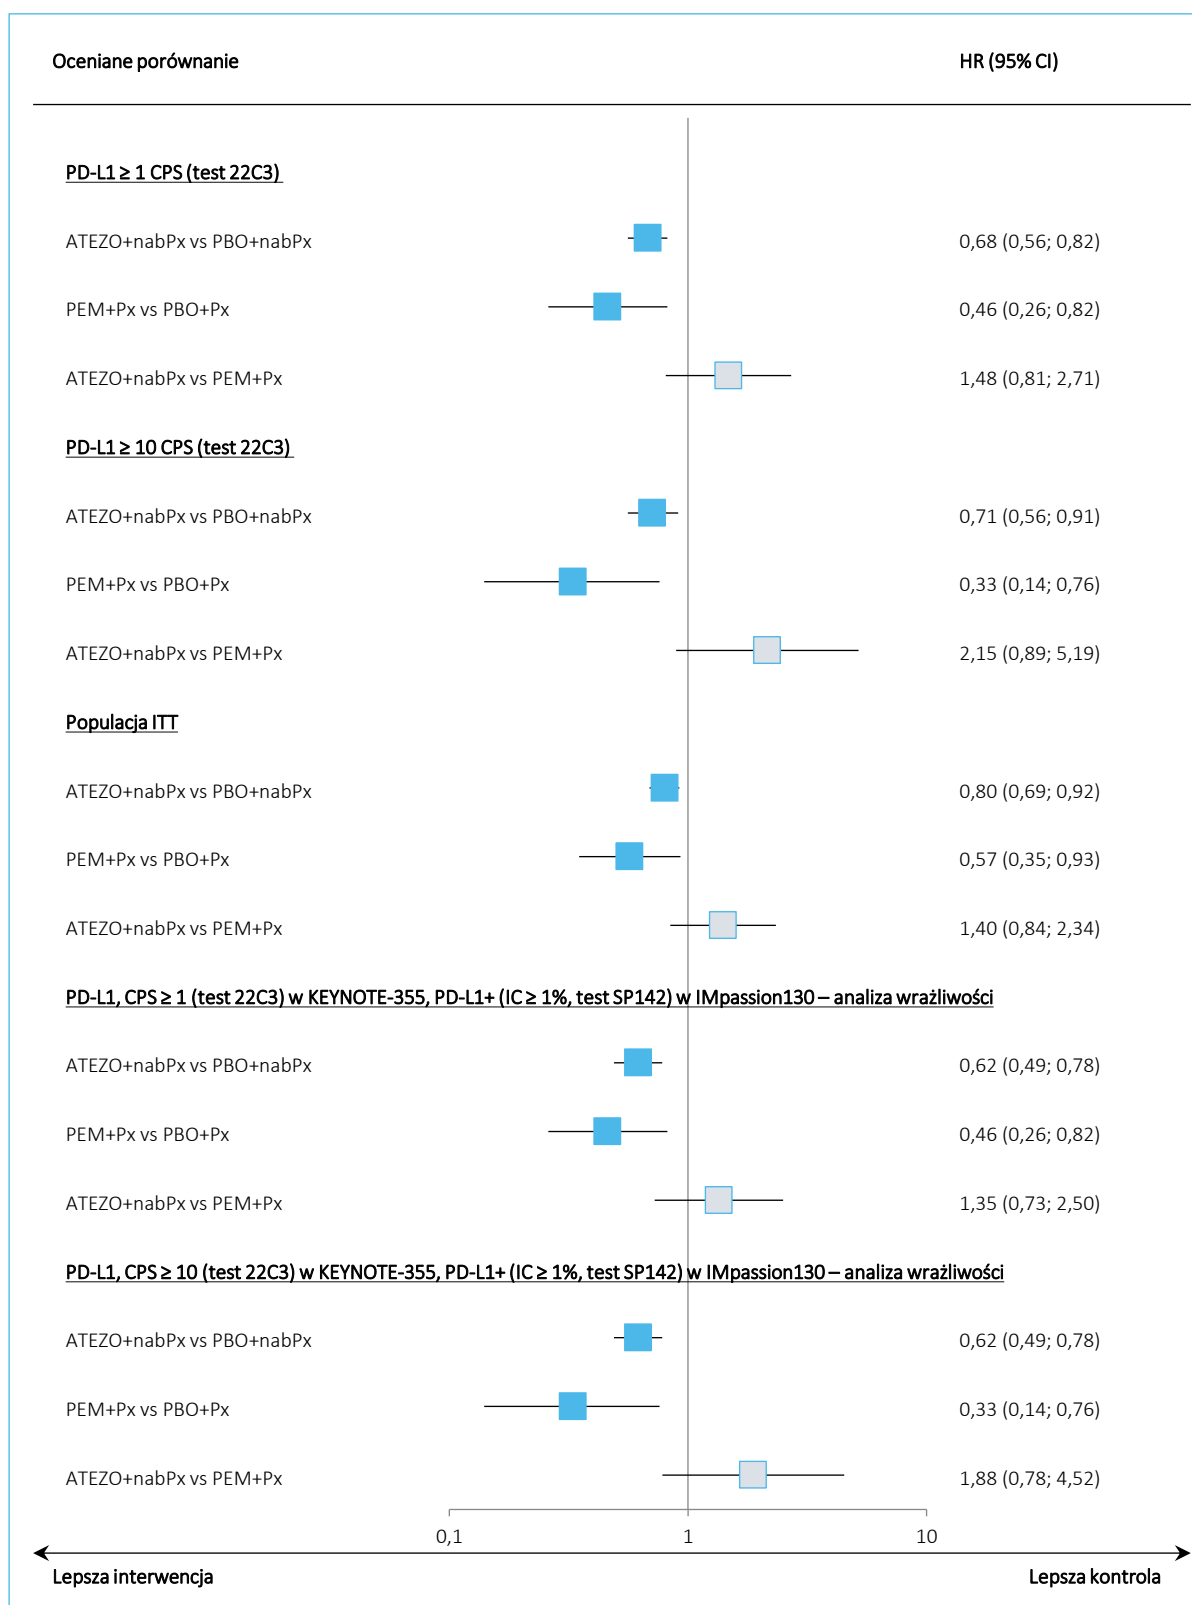 Oceniane porównanie HR (95% CI)
PD-L1 ≥ 1 CPS (test 22C3)
ATEZO+nabPx vs PBO+nabPx 0,68 (0,56; 0,82)
PEM+Px vs PBO+Px 0,46 (0,26; 0,82)
ATEZO+nabPx vs PEM+Px 1,48 (0,81; 2,71)
PD-L1 ≥ 10 CPS (test 22C3)
ATEZO+nabPx vs PBO+nabPx 0,71 (0,56; 0,91)
PEM+Px vs PBO+Px 0,33 (0,14; 0,76)
ATEZO+nabPx vs PEM+Px 2,15 (0,89; 5,19)
Populacja ITT
ATEZO+nabPx vs PBO+nabPx 0,80 (0,69; 0,92)
PEM+Px vs PBO+Px 0,57 (0,35; 0,93)
ATEZO+nabPx vs PEM+Px 1,40 (0,84; 2,34)
PD-L1, CPS ≥ 1 (test 22C3) w KEYNOTE-355, PD-L1+ (IC ≥ 1%, test SP142) w IMpassion130 – analiza wrażliwości
ATEZO+nabPx vs PBO+nabPx 0,62 (0,49; 0,78)
PEM+Px vs PBO+Px 0,46 (0,26; 0,82)
ATEZO+nabPx vs PEM+Px 1,35 (0,73; 2,50)
PD-L1, CPS ≥ 10 (test 22C3) w KEYNOTE-355, PD-L1+ (IC ≥ 1%, test SP142) w IMpassion130 – analiza wrażliwości
ATEZO+nabPx vs PBO+nabPx 0,62 (0,49; 0,78)
PEM+Px vs PBO+Px 0,33 (0,14; 0,76)
ATEZO+nabPx vs PEM+Px 1,88 (0,78; 4,52)
0,1 1 10
Lepsza interwencja Lepsza kontrola